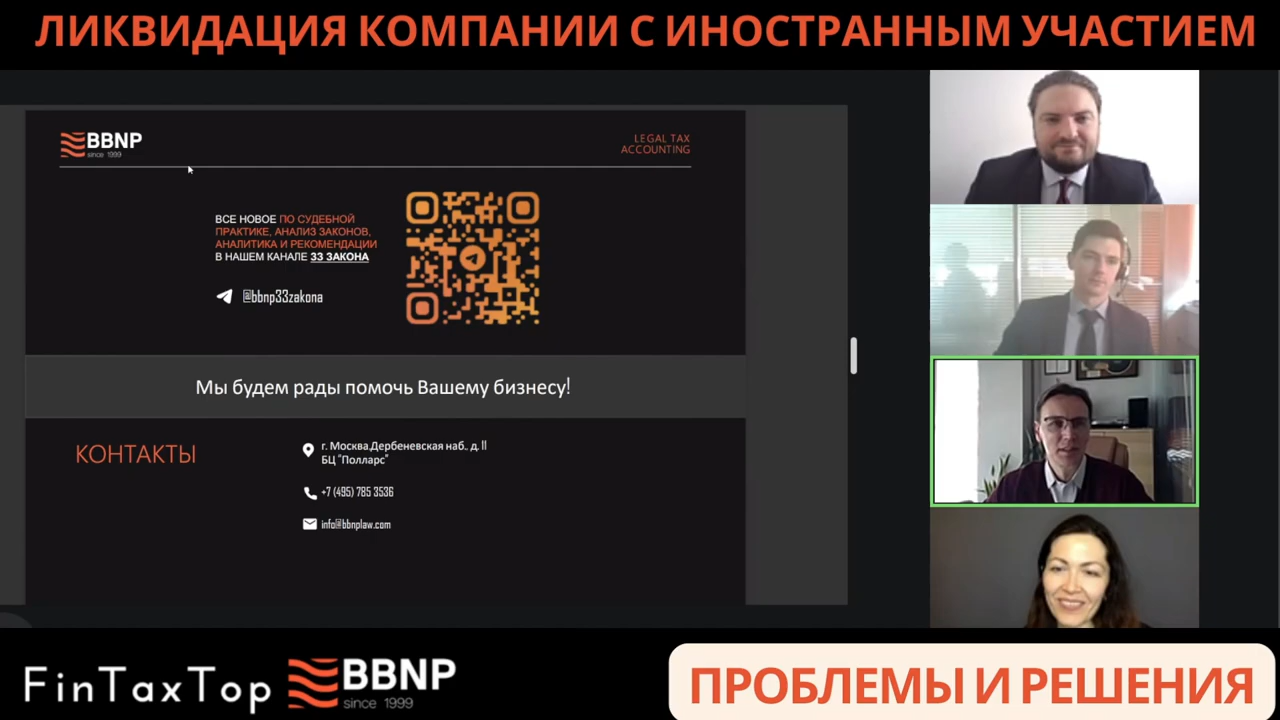 ЛИКВИДАЦИЯ КОМПАНИИ С ИНОСТРАННЫМ УЧАСТИЕМ
BBNP
since 1999
LEGAL TAX
ACCOUNTING
ВСЕ НОВОЕ ПО СУДЕБНОЙ
ПРАКТИКЕ, АНАЛИЗ ЗАКОНОВ,
АНАЛИТИКА И РЕКОМЕНДАЦИИ
В НАШЕМ КАНАЛЕ 33 ЗАКОНА
@bbnp33zakona
Мы будем рады помочь Вашему бизнесу!
КОНТАКТЫ
г. Москва.Дербеневская наб.. д. 11
БЦ "Полларс"
+7 (495) 785 3536
info@bbnplaw.com
FinTaxTop
BBNP
since 1999
ПРОБЛЕМЫ И РЕШЕНИЯ